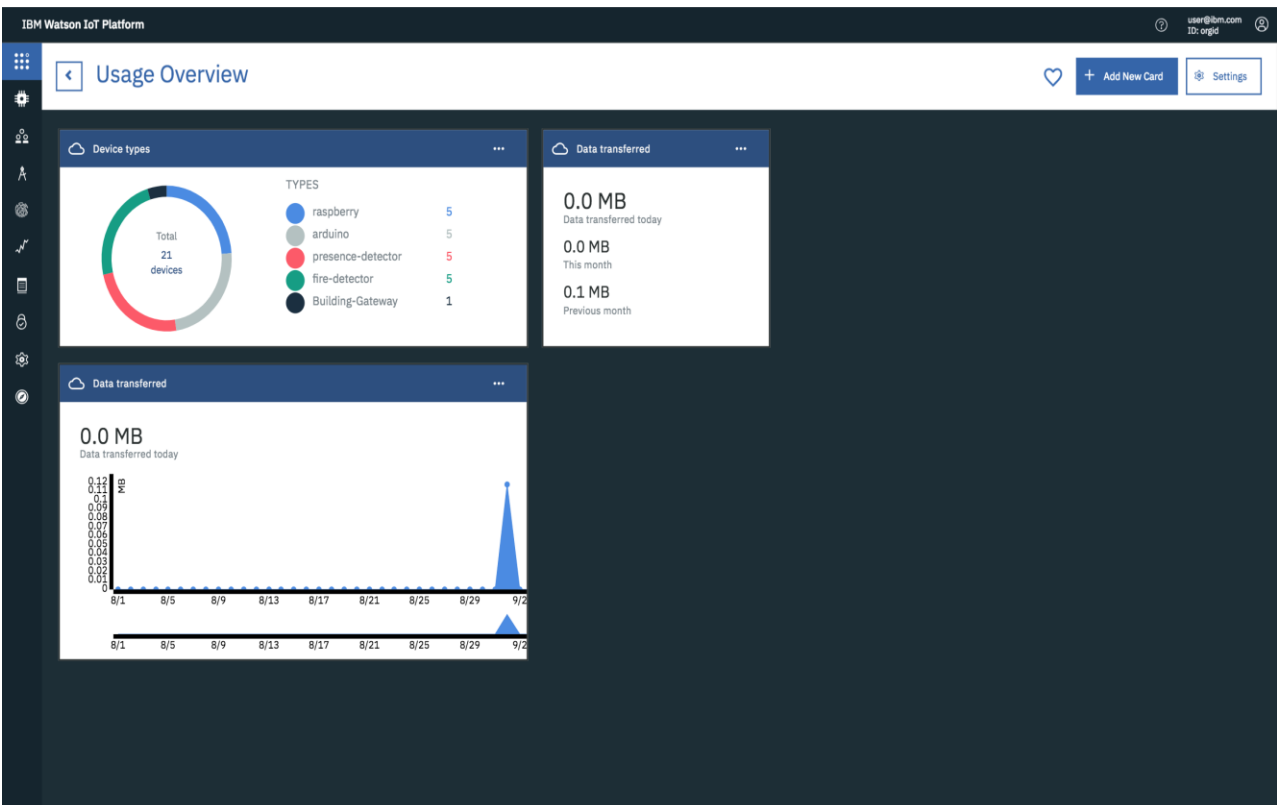 IBM Watson IoT Platform
user@ibm.com
ID: orgid
Usage Overview
Add New Card
Settings
Device types
Total
21
devices
TYPES
raspberry 5
arduino 5
presence-detector 5
fire-detector 5
Building-Gateway 1
Data transferred
0.0 MB
Data transferred today
0.0 MB
This month
0.1 MB
Previous month
Data transferred
0.0 MB
Data transferred today
MB
0.12
0.11
0.1
0.09
0.08
0.07
0.06
0.05
0.04
0.03
0.02
0.01
0
8/1 8/5 8/9 8/13 8/17 8/21 8/25 8/29 9/2
8/1 8/5 8/9 8/13 8/17 8/21 8/25 8/29 9/2